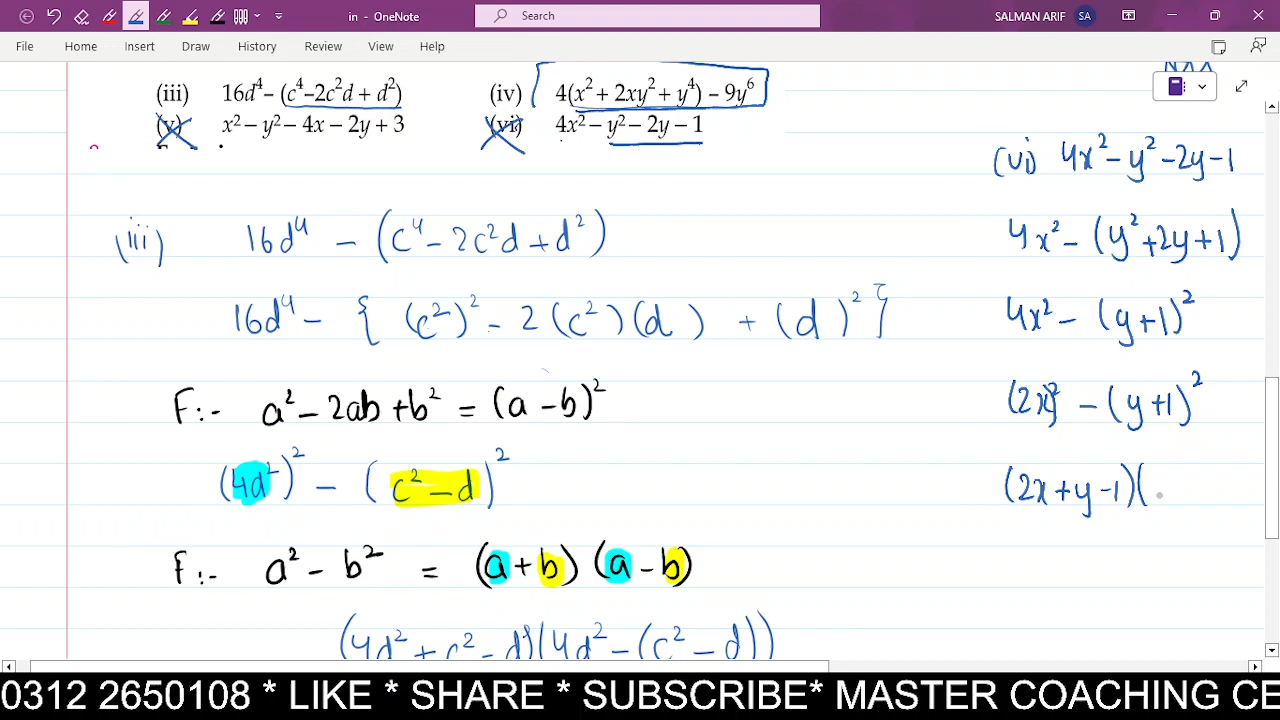 in - OneNote
Search
SALMAN ARIF SA
File Home Insert Draw History Review View Help
(iii) 16d⁴– (c⁴–2c²d + d²) (iv) 4(x² + 2xy² + y⁴) – 9y⁶
(v) x² – y² – 4x – 2y + 3 (vi) 4x² – y² – 2y – 1
(iii) 16d⁴ – (c⁴ – 2c²d + d²)
16d⁴ – { (c²)² – 2 (c²)(d) + (d)² }
F:- a² – 2ab + b² = (a – b)²
(4d²)² – (c² – d)²
F:- a² – b² = (a + b) (a – b)
(4d² + c² – d)(4d² – (c² – d))
(vi) 4x² – y² – 2y – 1
4x² – (y² + 2y + 1)
4x² – (y + 1)²
(2x)² – (y + 1)²
(2x + y – 1)(
0312 2650108 * LIKE * SHARE * SUBSCRIBE* MASTER COACHING CE